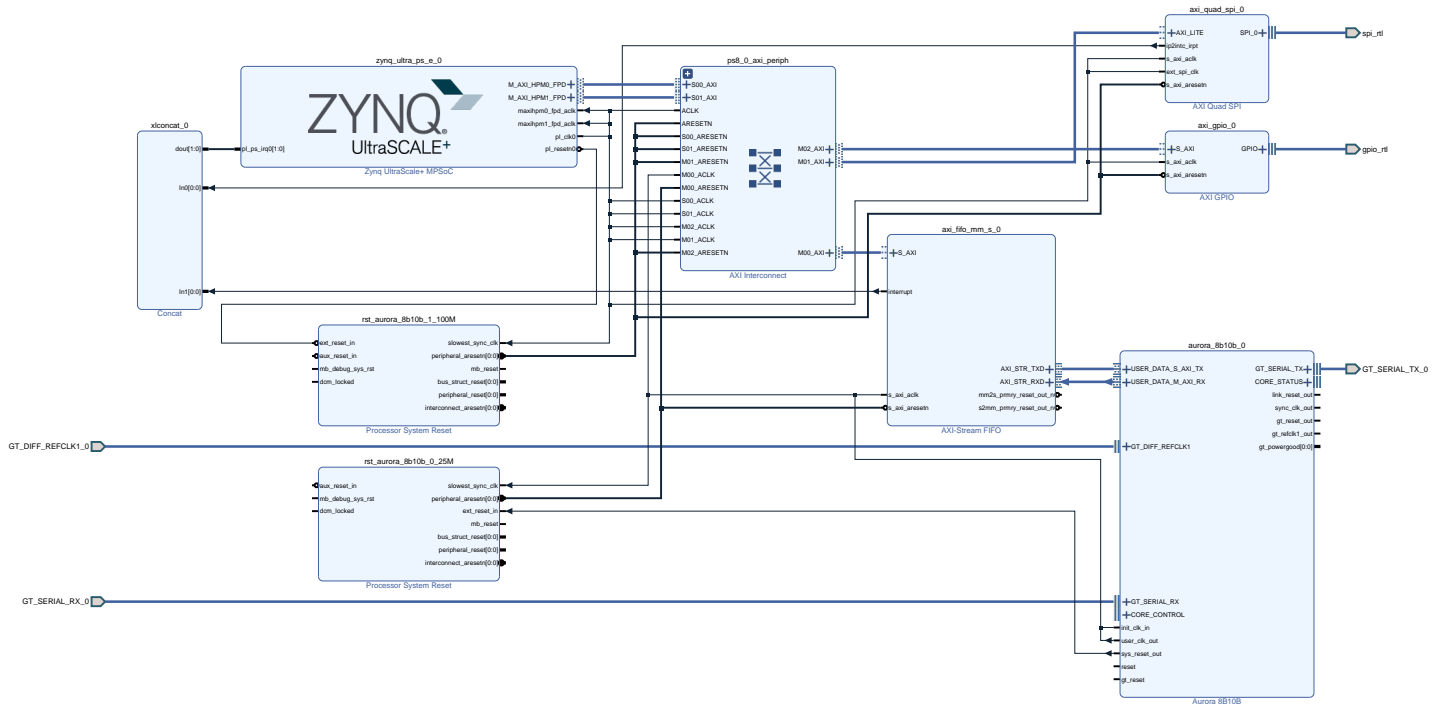 axi_quad_spi_0
AXI_LITE
SPI_0
ip2intc_irpt
s_axi_aclk
ext_spi_clk
s_axi_aresetn
AXI Quad SPI
spi_rtl
zynq_ultra_ps_e_0
M_AXI_HPM0_FPD
M_AXI_HPM1_FPD
maxihpm0_fpd_aclk
maxihpm1_fpd_aclk
pl_clk0
pl_resetn0
pl_ps_irq0[1:0]
ZYNQ®
UltraSCALE+
Zynq UltraScale+ MPSoC
ps8_0_axi_periph
S00_AXI
S01_AXI
ACLK
ARESETN
S00_ARESETN
S01_ARESETN
M01_ARESETN
M00_ACLK
M00_ARESETN
S00_ACLK
S01_ACLK
M02_ACLK
M01_ACLK
M02_ARESETN
M02_AXI
M01_AXI
M00_AXI
AXI Interconnect
xlconcat_0
dout[1:0]
In0[0:0]
In1[0:0]
Concat
axi_gpio_0
S_AXI
GPIO
s_axi_aclk
s_axi_aresetn
AXI GPIO
gpio_rtl
axi_fifo_mm_s_0
S_AXI
interrupt
AXI_STR_TXD
AXI_STR_RXD
s_axi_aclk
mm2s_prmry_reset_out_n
s_axi_aresetn
s2mm_prmry_reset_out_n
AXI-Stream FIFO
rst_aurora_8b10b_1_100M
ext_reset_in
aux_reset_in
mb_debug_sys_rst
dcm_locked
slowest_sync_clk
peripheral_aresetn[0:0]
mb_reset
bus_struct_reset[0:0]
peripheral_reset[0:0]
interconnect_aresetn[0:0]
Processor System Reset
aurora_8b10b_0
USER_DATA_S_AXI_TX
USER_DATA_M_AXI_RX
GT_DIFF_REFCLK1
GT_SERIAL_TX
CORE_STATUS
link_reset_out
sync_clk_out
gt_reset_out
gt_refclk1_out
gt_powergood[0:0]
GT_SERIAL_TX_0
GT_DIFF_REFCLK1_0
rst_aurora_8b10b_0_25M
aux_reset_in
mb_debug_sys_rst
dcm_locked
slowest_sync_clk
peripheral_aresetn[0:0]
ext_reset_in
mb_reset
bus_struct_reset[0:0]
peripheral_reset[0:0]
interconnect_aresetn[0:0]
Processor System Reset
GT_SERIAL_RX_0
GT_SERIAL_RX
CORE_CONTROL
init_clk_in
user_clk_out
sys_reset_out
reset
gt_reset
Aurora 8B10B